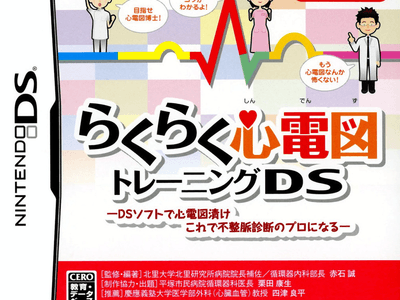 目指せ
心電図博士!
わかるよ!
もう
心電図なんか
怖くない!
NINTENDO DS
しん でん ず
らくらく心電図
トレーニングDS
―DSソフトで心電図漬け
これで不整脈診断のプロになる―
CERO
教育・
データ
[監修・編著] 北里大学北里研究所病院院長補佐/循環器内科部長 赤石 誠
[制作協力・出題] 平塚市民病院循環器科医長 栗田 康生
[推薦] 慶應義塾大学医学部外科(心臓血管)教授 四津 良平